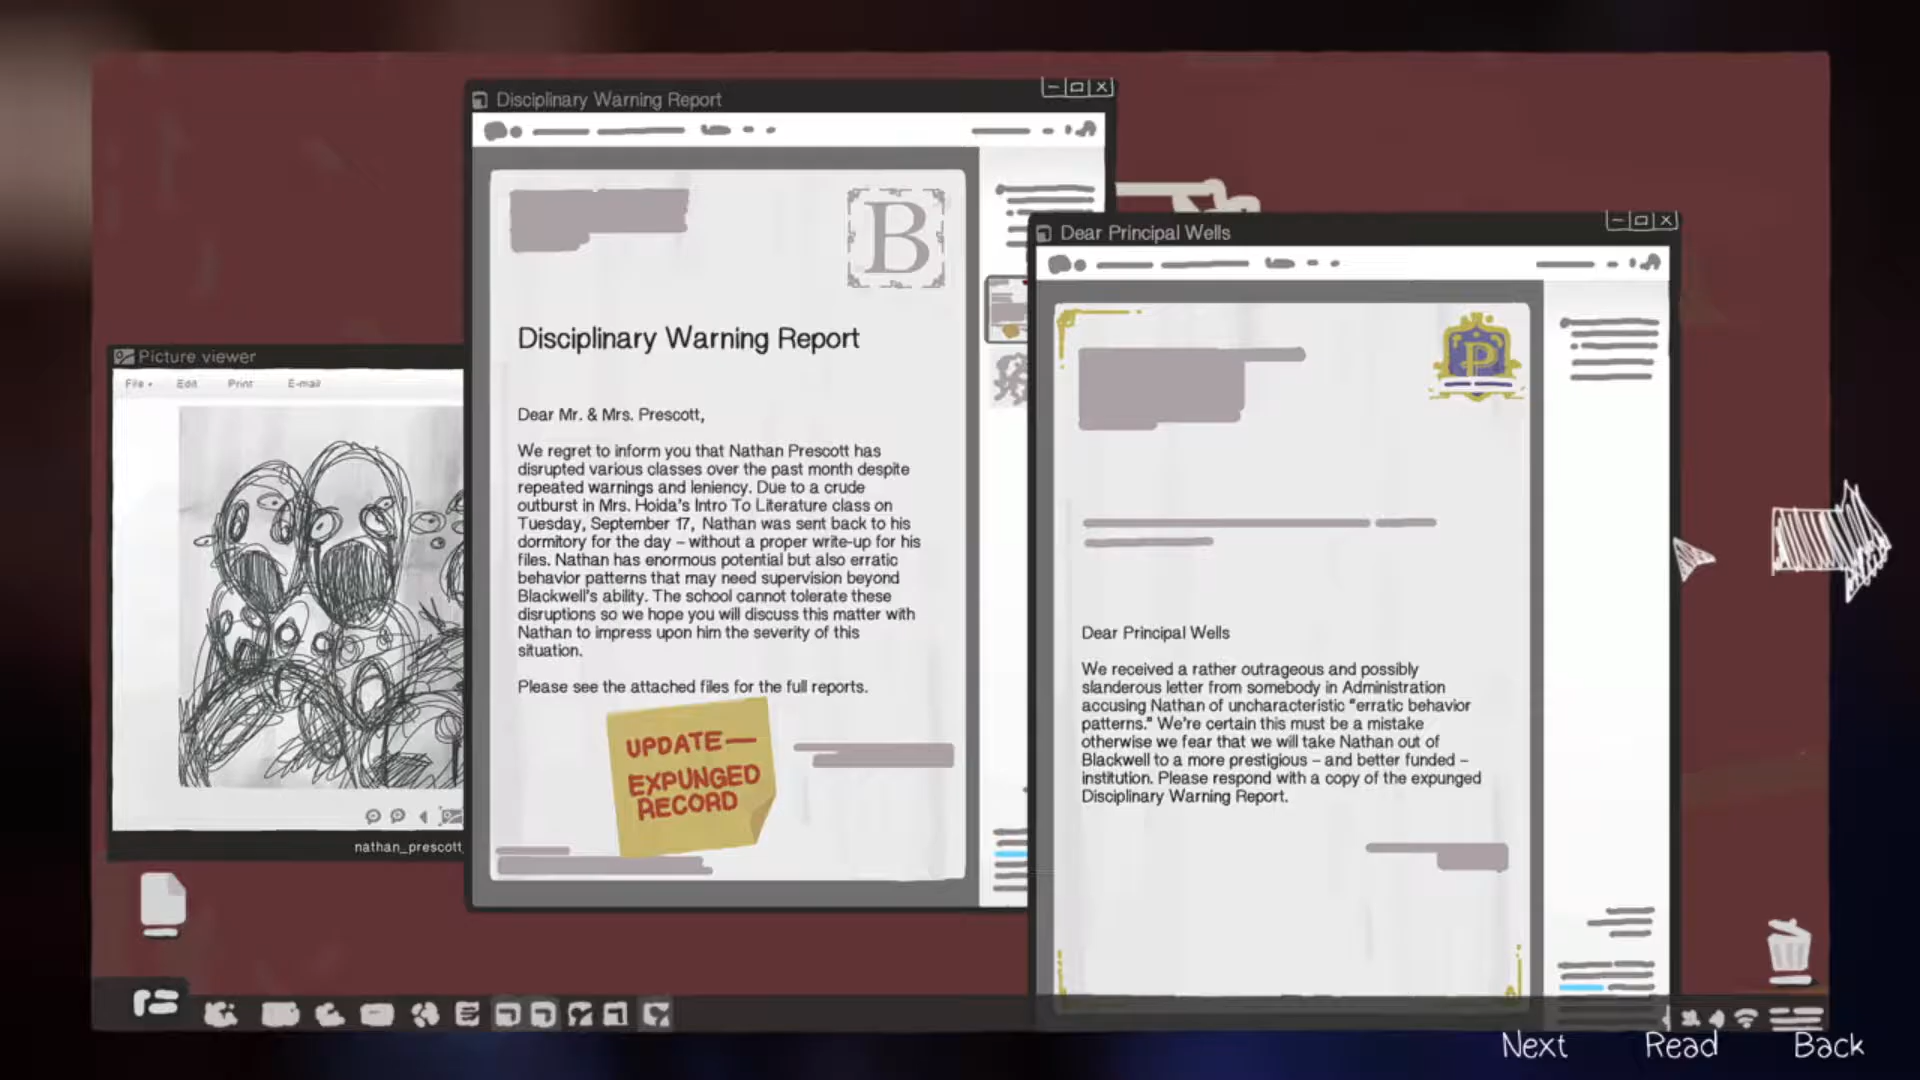 Disciplinary Warning Report
B
Disciplinary Warning Report
Dear Mr. & Mrs. Prescott,
We regret to inform you that Nathan Prescott has
disrupted various classes over the past month despite
repeated warnings and leniency. Due to a crude
outburst in Mrs. Hoida's Intro To Literature class on
Tuesday, September 17, Nathan was sent back to his
dormitory for the day – without a proper write-up for his
files. Nathan has enormous potential but also erratic
behavior patterns that may need supervision beyond
Blackwell's ability. The school cannot tolerate these
disruptions so we hope you will discuss this matter with
Nathan to impress upon him the severity of this
situation.
Please see the attached files for the full reports.
UPDATE—
EXPUNGED
RECORD
Dear Principal Wells
P
Dear Principal Wells
We received a rather outrageous and possibly
slanderous letter from somebody in Administration
accusing Nathan of uncharacteristic "erratic behavior
patterns." We're certain this must be a mistake
otherwise we fear that we will take Nathan out of
Blackwell to a more prestigious – and better funded –
institution. Please respond with a copy of the expunged
Disciplinary Warning Report.
Picture viewer
File Edit Print E-mail
nathan_prescott
Next Read Back